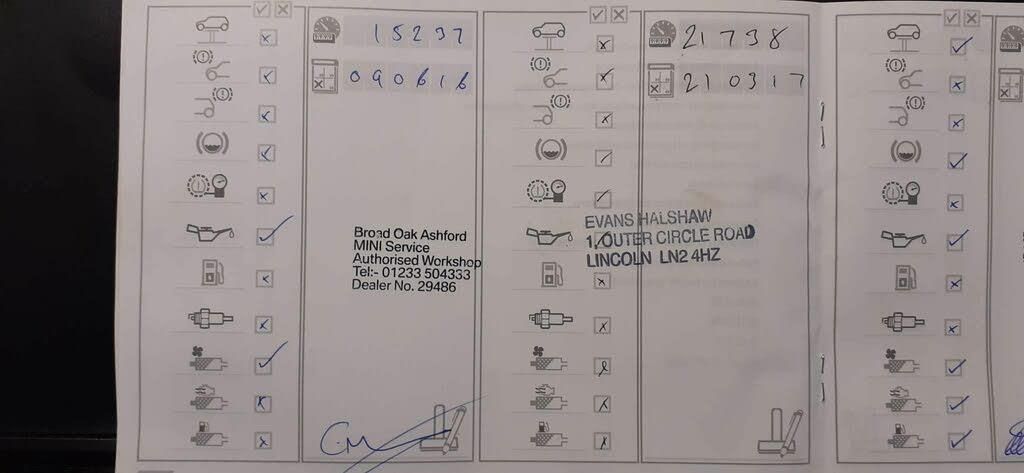 15237
090616
Broad Oak Ashford
MINI Service
Authorised Workshop
Tel:- 01233 504333
Dealer No. 29486
21738
210317
EVANS HALSHAW
1, OUTER CIRCLE ROAD
LINCOLN LN2 4HZ